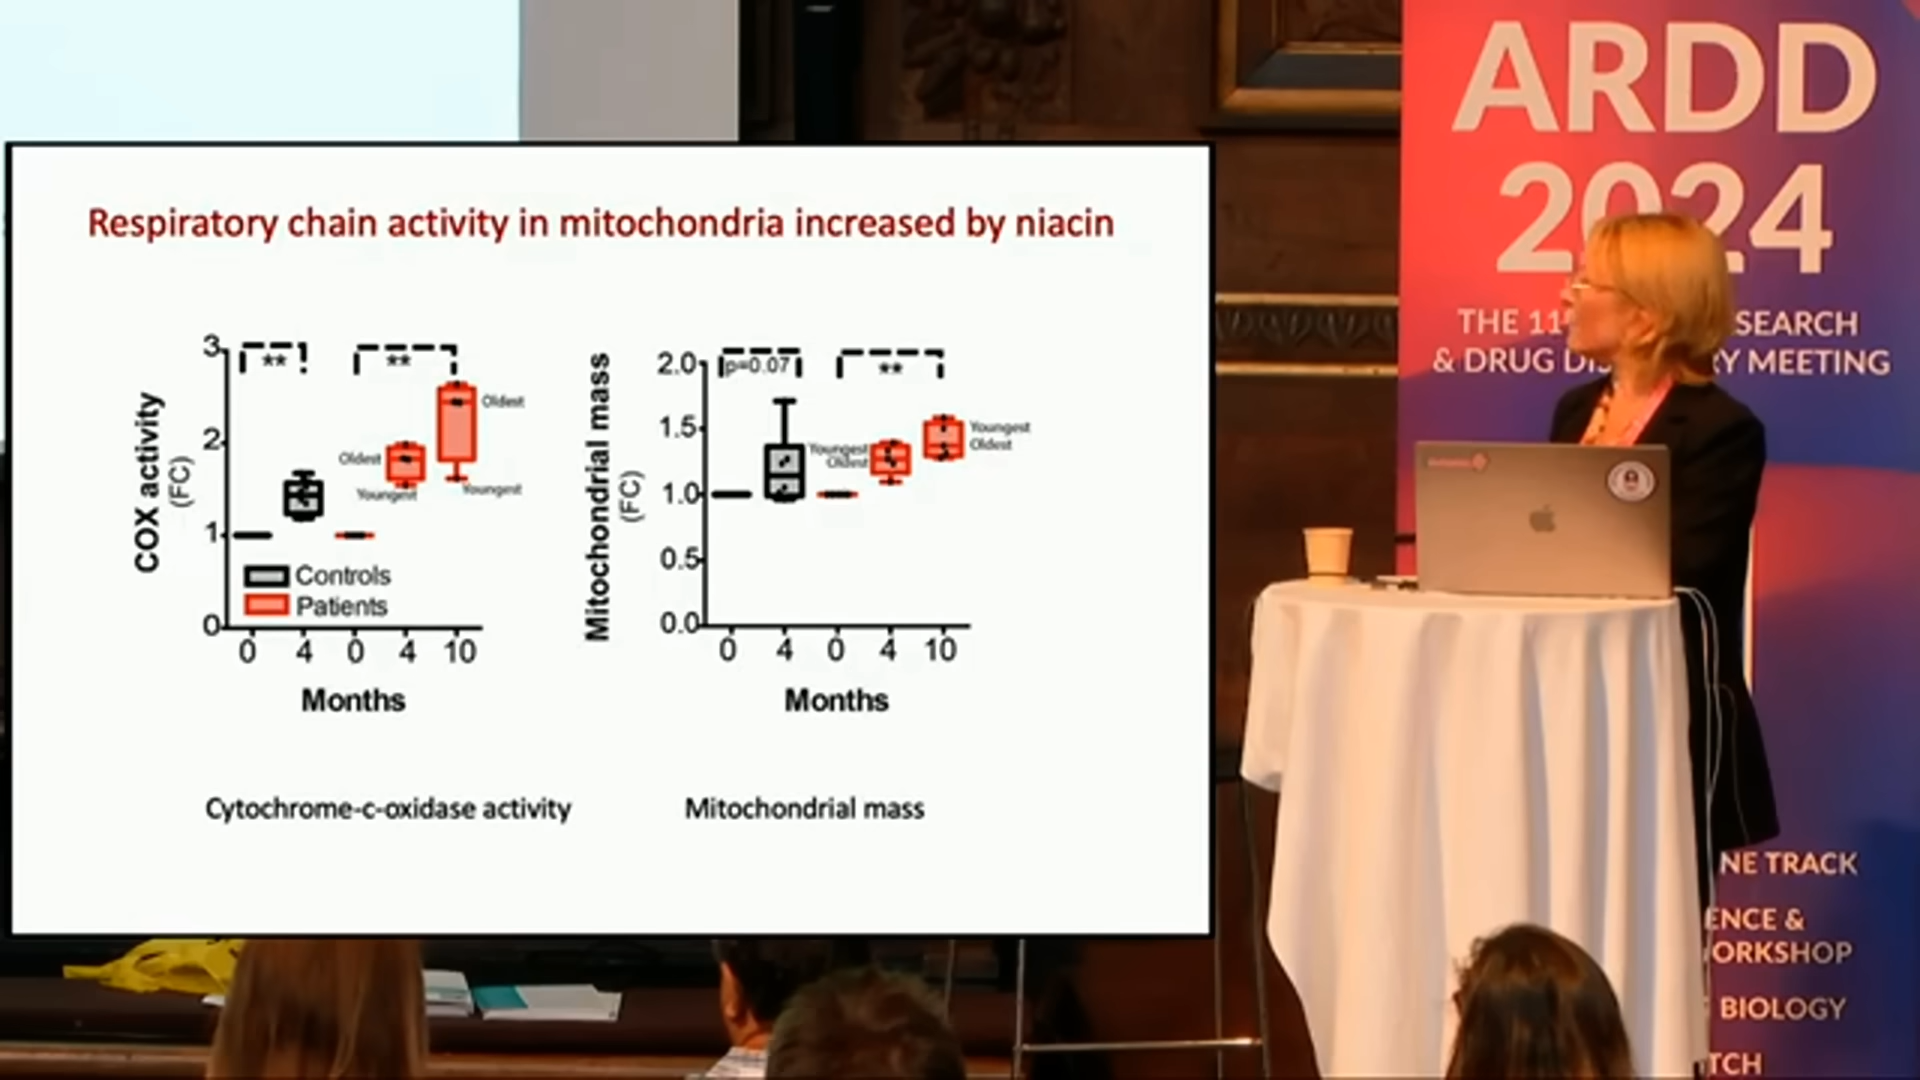 Respiratory chain activity in mitochondria increased by niacin
COX activity
(FC)
3
2
1
0
**
**
Oldest
Youngest
Oldest
Youngest
Controls
Patients
0 4 0 4 10
Months
Cytochrome-c-oxidase activity
Mitochondrial mass
(FC)
2.0
1.5
1.0
0.5
0.0
p=0.07
**
Youngest
Oldest
Youngest
Oldest
0 4 0 4 10
Months
Mitochondrial mass
ARDD
2024
THE 11 SEARCH
& DRUG DIS RY MEETING
NE TRACK
ENCE &
ORKSHOP
BIOLOGY
TCH